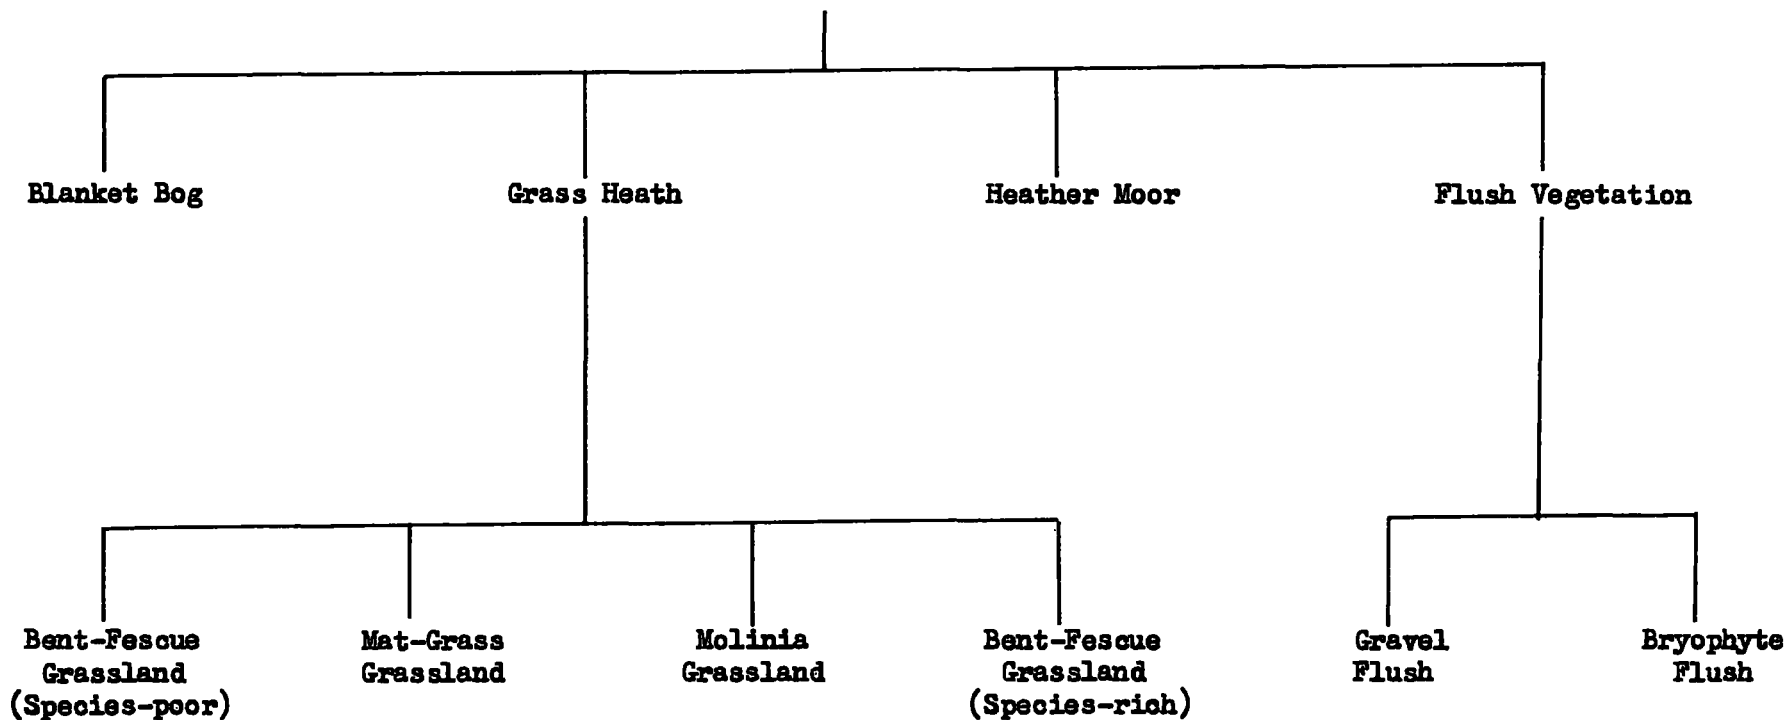 Blanket Bog
Grass Heath
Heather Moor
Flush Vegetation
Bent-Fescue
Grassland
(Species-poor)
Mat-Grass
Grassland
Molinia
Grassland
Bent-Fescue
Grassland
(Species-rich)
Gravel
Flush
Bryophyte
Flush